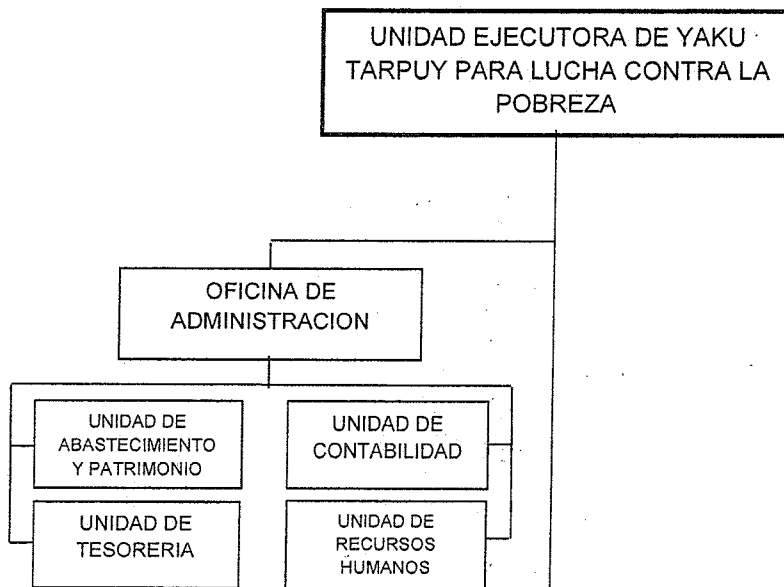 UNIDAD EJECUTORA DE YAKU
TARPUY PARA LUCHA CONTRA LA
POBREZA
OFICINA DE
ADMINISTRACION
UNIDAD DE
ABASTECIMIENTO
Y PATRIMONIO
UNIDAD DE
CONTABILIDAD
UNIDAD DE
TESORERIA
UNIDAD DE
RECURSOS
HUMANOS